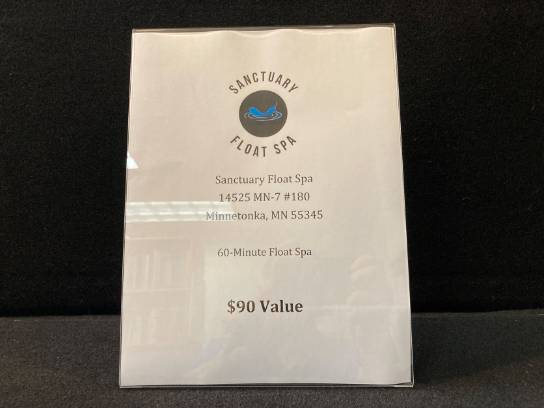 SANCTUARY
FLOAT SPA
Sanctuary Float Spa
14525 MN-7 #180
Minnetonka, MN 55345
60-Minute Float Spa
$90 Value